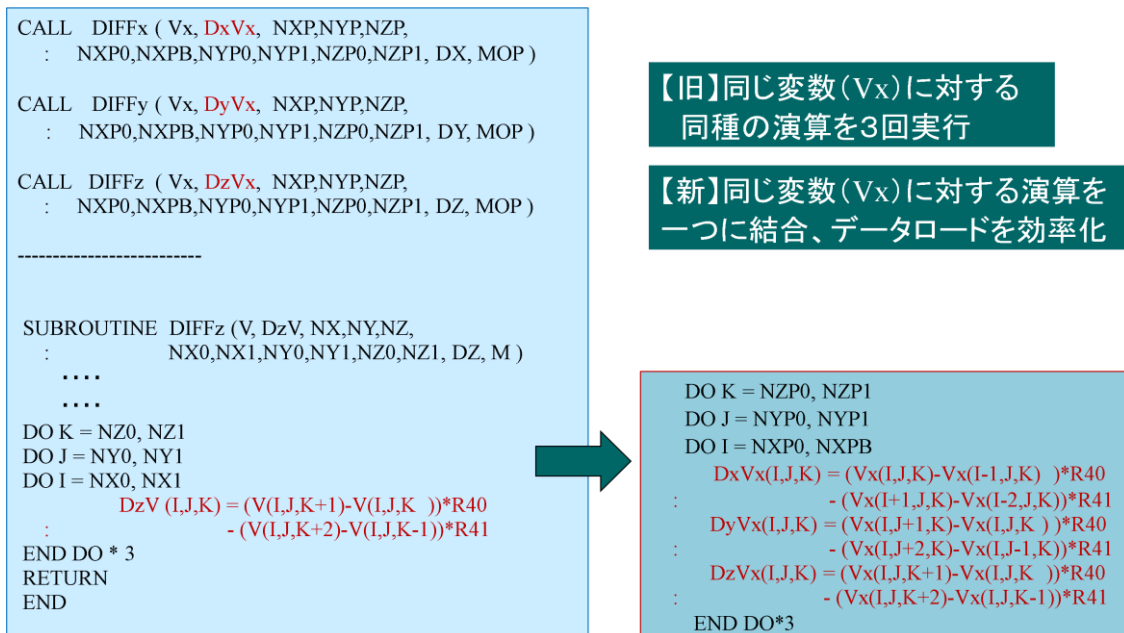 CALL DIFFx ( Vx, DxVx, NXP,NYP,NZP,
: NXP0,NXPB,NYP0,NYP1,NZP0,NZP1, DX, MOP )
CALL DIFFy ( Vx, DyVx, NXP,NYP,NZP,
: NXP0,NXPB,NYP0,NYP1,NZP0,NZP1, DY, MOP )
CALL DIFFz ( Vx, DzVx, NXP,NYP,NZP,
: NXP0,NXPB,NYP0,NYP1,NZP0,NZP1, DZ, MOP )
---------------------------
SUBROUTINE DIFFz (V, DzV, NX,NY,NZ,
: NX0,NX1,NY0,NY1,NZ0,NZ1, DZ, M )
‥‥
‥‥
DO K = NZ0, NZ1
DO J = NY0, NY1
DO I = NX0, NX1
DzV (I,J,K) = (V(I,J,K+1)-V(I,J,K ))*R40
: - (V(I,J,K+2)-V(I,J,K-1))*R41
END DO * 3
RETURN
END
【旧】同じ変数(Vx)に対する
同種の演算を3回実行
【新】同じ変数(Vx)に対する演算を
一つに結合、データロードを効率化
DO K = NZP0, NZP1
DO J = NYP0, NYP1
DO I = NXP0, NXPB
DxVx(I,J,K) = (Vx(I,J,K)-Vx(I-1,J,K) )*R40
: - (Vx(I+1,J,K)-Vx(I-2,J,K))*R41
DyVx(I,J,K) = (Vx(I,J+1,K)-Vx(I,J,K ) )*R40
: - (Vx(I,J+2,K)-Vx(I,J-1,K))*R41
DzVx(I,J,K) = (Vx(I,J,K+1)-Vx(I,J,K ))*R40
: - (Vx(I,J,K+2)-Vx(I,J,K-1))*R41
END DO*3